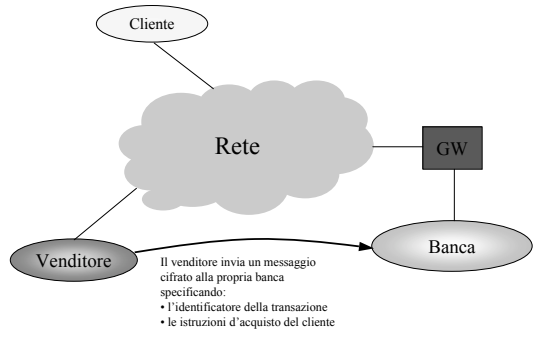 Cliente
Rete
GW
Venditore
Banca
Il venditore invia un messaggio
cifrato alla propria banca
specificando:
• l’identificatore della transazione
• le istruzioni d’acquisto del cliente